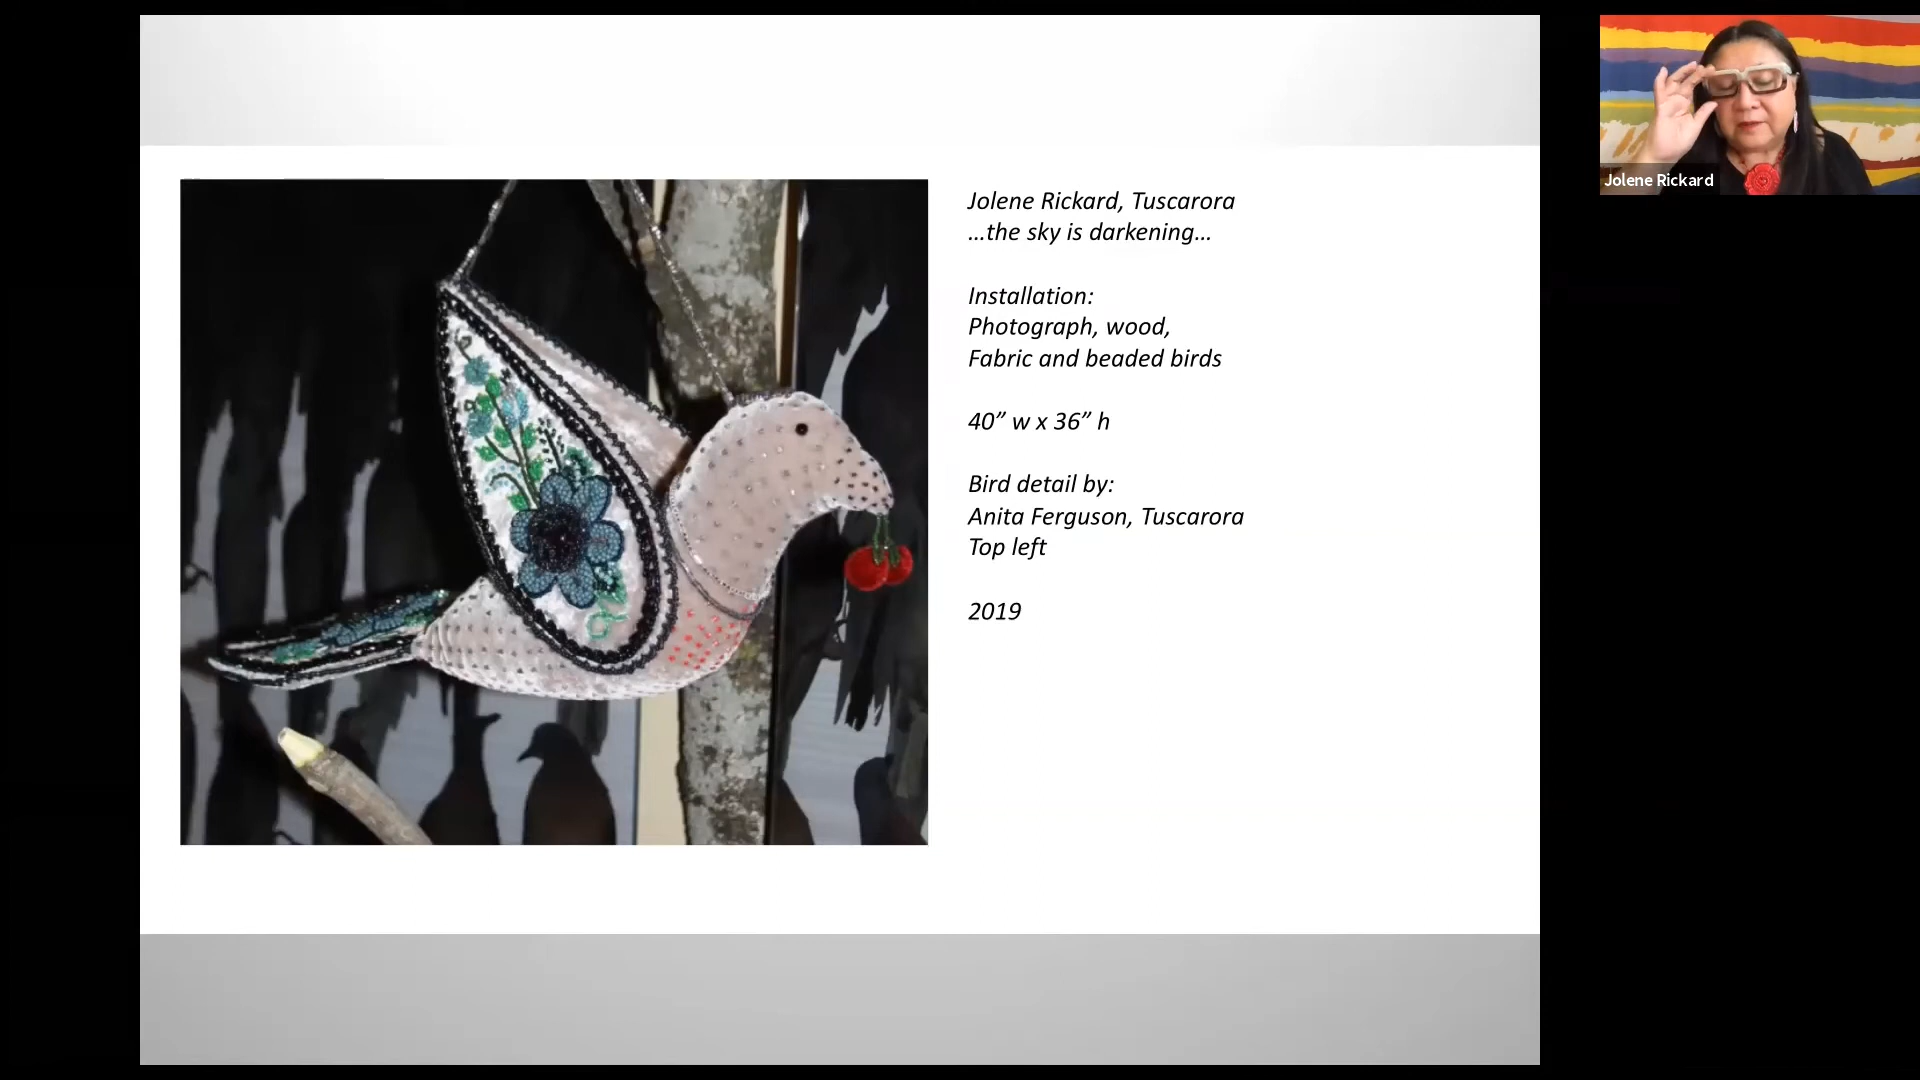 Jolene Rickard, Tuscarora
…the sky is darkening…
Installation:
Photograph, wood,
Fabric and beaded birds
40” w x 36” h
Bird detail by:
Anita Ferguson, Tuscarora
Top left
2019
Jolene Rickard